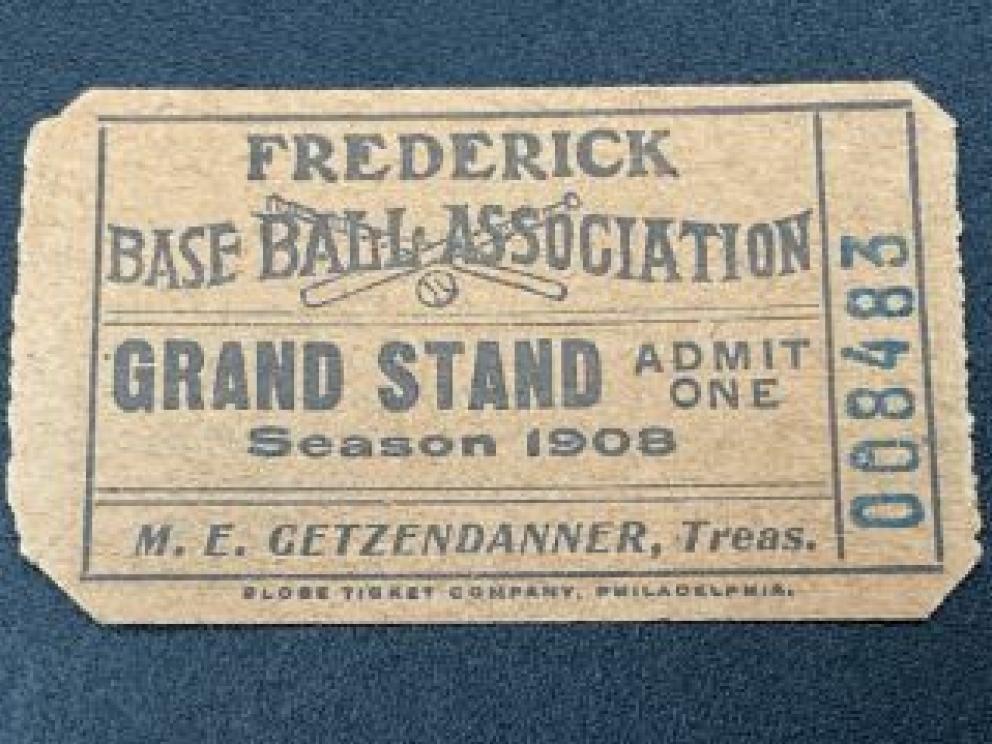 FREDERICK
BASE BALL ASSOCIATION
GRAND STAND
ADMIT
ONE
Season 1908
M. E. GETZENDANNER, Treas.
GLOBE TICKET COMPANY, PHILADELPHIA.
008483